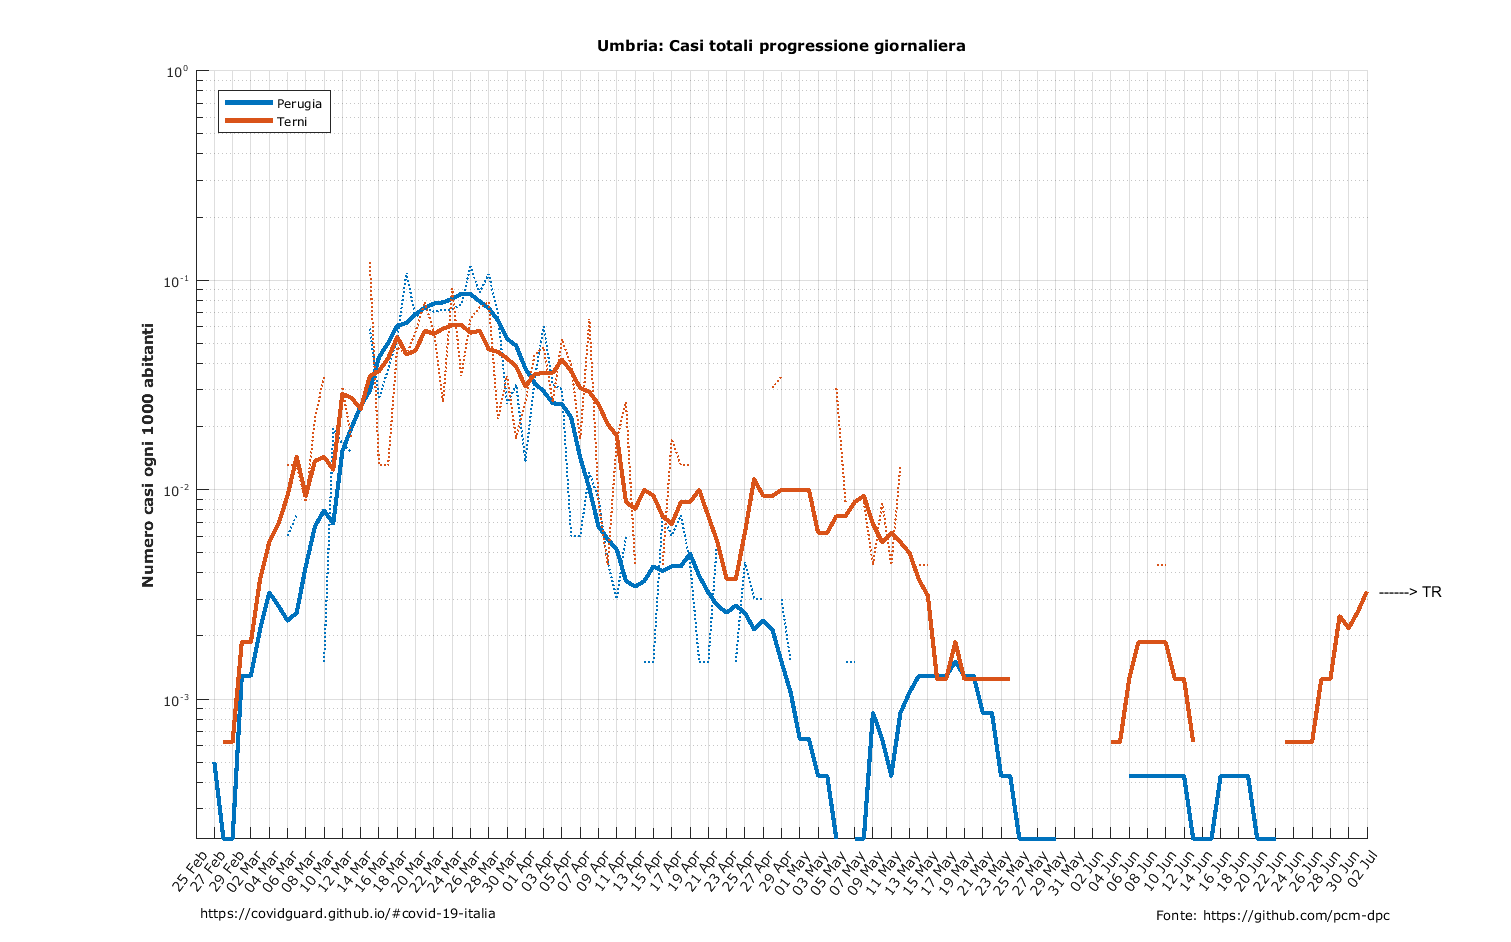 Umbria: Casi totali progressione giornaliera
10⁰
10⁻¹
10⁻²
10⁻³
Numero casi ogni 1000 abitanti
Perugia
Terni
------> TR
25 Feb
27 Feb
29 Feb
02 Mar
04 Mar
06 Mar
08 Mar
10 Mar
12 Mar
14 Mar
16 Mar
18 Mar
20 Mar
22 Mar
24 Mar
26 Mar
28 Mar
30 Mar
01 Apr
03 Apr
05 Apr
07 Apr
09 Apr
11 Apr
13 Apr
15 Apr
17 Apr
19 Apr
21 Apr
23 Apr
25 Apr
27 Apr
29 Apr
01 May
03 May
05 May
07 May
09 May
11 May
13 May
15 May
17 May
19 May
21 May
23 May
25 May
27 May
29 May
31 May
02 Jun
04 Jun
06 Jun
08 Jun
10 Jun
12 Jun
14 Jun
16 Jun
18 Jun
20 Jun
22 Jun
24 Jun
26 Jun
28 Jun
30 Jun
02 Jul
https://covidguard.github.io/#covid-19-italia
Fonte: https://github.com/pcm-dpc